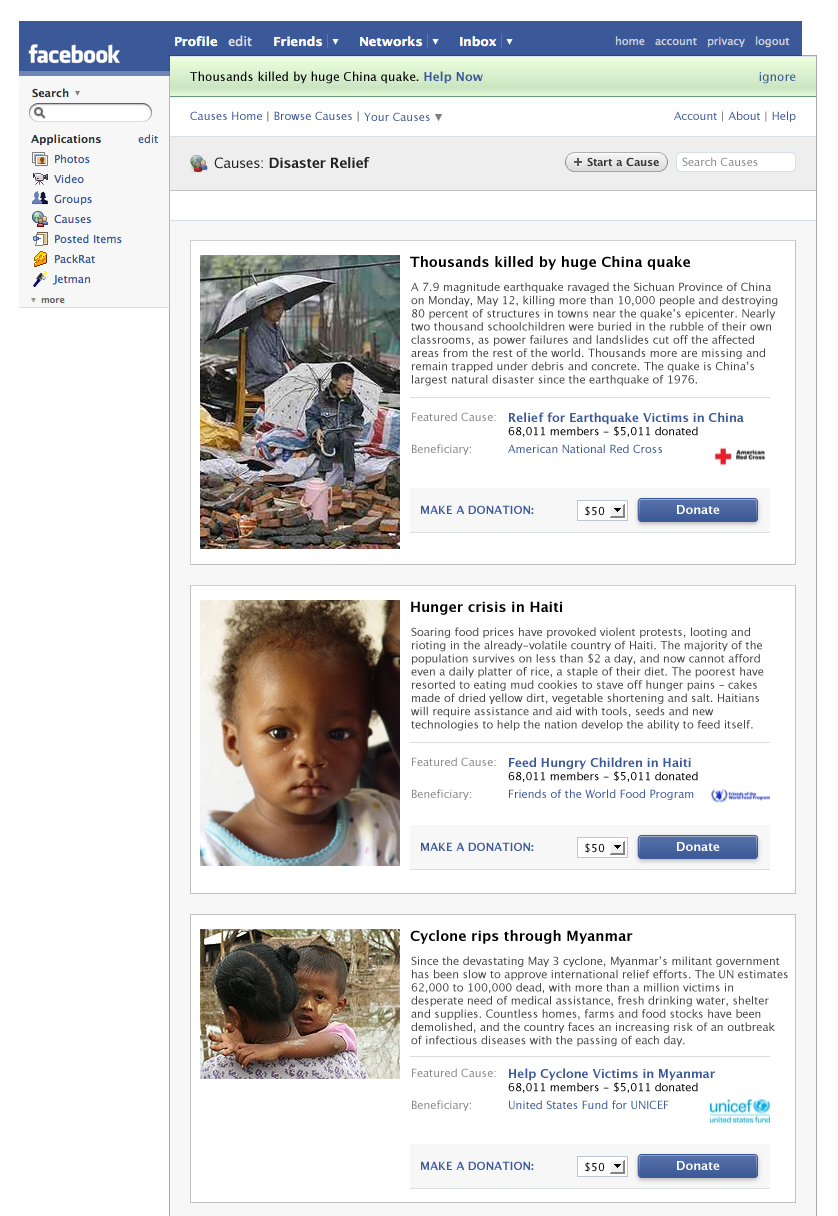 facebook
Profile edit Friends ▼ Networks ▼ Inbox ▼ home account privacy logout
Search ▼
Applications edit
Photos
Video
Groups
Causes
Posted Items
PackRat
Jetman
▼ more
Thousands killed by huge China quake. Help Now ignore
Causes Home | Browse Causes | Your Causes ▼ Account | About | Help
Causes: Disaster Relief + Start a Cause Search Causes
Thousands killed by huge China quake
A 7.9 magnitude earthquake ravaged the Sichuan Province of China
on Monday, May 12, killing more than 10,000 people and destroying
80 percent of structures in towns near the quake's epicenter. Nearly
two thousand schoolchildren were buried in the rubble of their own
classrooms, as power failures and landslides cut off the affected
areas from the rest of the world. Thousands more are missing and
remain trapped under debris and concrete. The quake is China's
largest natural disaster since the earthquake of 1976.
Featured Cause: Relief for Earthquake Victims in China
68,011 members – $5,011 donated
Beneficiary: American National Red Cross
American
Red Cross
MAKE A DONATION: $50 Donate
Hunger crisis in Haiti
Soaring food prices have provoked violent protests, looting and
rioting in the already-volatile country of Haiti. The majority of the
population survives on less than $2 a day, and now cannot afford
even a daily platter of rice, a staple of their diet. The poorest have
resorted to eating mud cookies to stave off hunger pains – cakes
made of dried yellow dirt, vegetable shortening and salt. Haitians
will require assistance and aid with tools, seeds and new
technologies to help the nation develop the ability to feed itself.
Featured Cause: Feed Hungry Children in Haiti
68,011 members – $5,011 donated
Beneficiary: Friends of the World Food Program
Friends of the
World Food Program
MAKE A DONATION: $50 Donate
Cyclone rips through Myanmar
Since the devastating May 3 cyclone, Myanmar's militant government
has been slow to approve international relief efforts. The UN estimates
62,000 to 100,000 dead, with more than a million victims in
desperate need of medical assistance, fresh drinking water, shelter
and supplies. Countless homes, farms and food stocks have been
demolished, and the country faces an increasing risk of an outbreak
of infectious diseases with the passing of each day.
Featured Cause: Help Cyclone Victims in Myanmar
68,011 members – $5,011 donated
Beneficiary: United States Fund for UNICEF
unicef
united states fund
MAKE A DONATION: $50 Donate